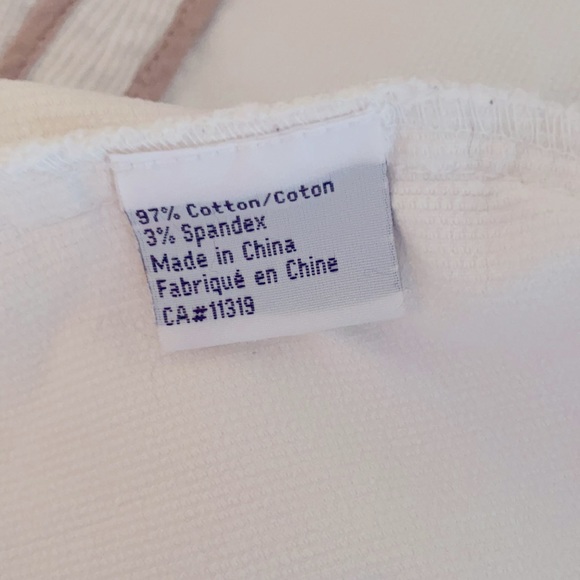 97% Cotton/Coton
3% Spandex
Made in China
Fabriqué en Chine
CA#11319